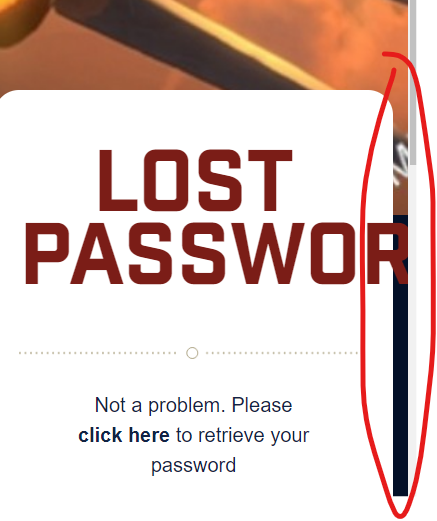 LOST
PASSWOR
Not a problem. Please
click here to retrieve your
password